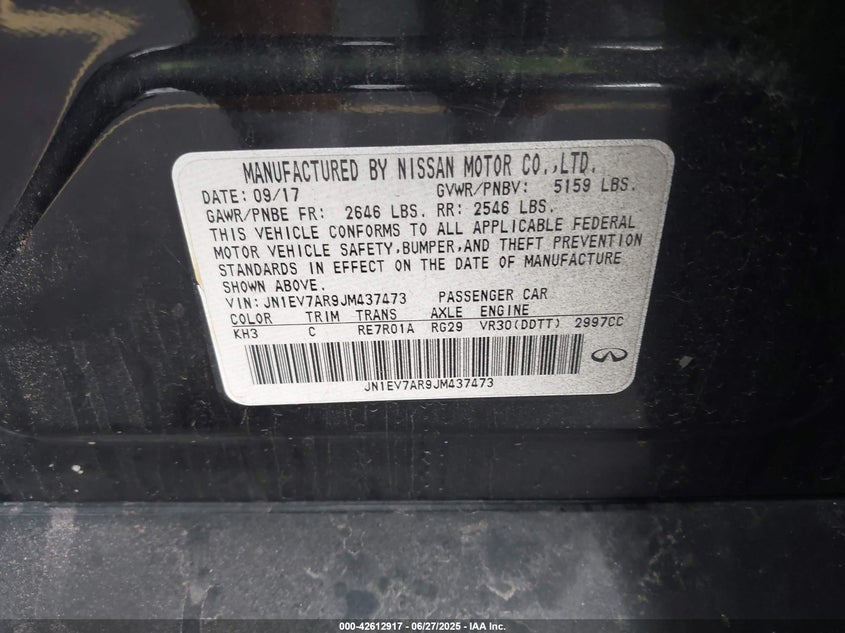 MANUFACTURED BY NISSAN MOTOR CO.,LTD.
DATE: 09/17 GVWR/PNBV: 5159 LBS.
GAWR/PNBE FR: 2646 LBS. RR: 2546 LBS.
THIS VEHICLE CONFORMS TO ALL APPLICABLE FEDERAL
MOTOR VEHICLE SAFETY,BUMPER,AND THEFT PREVENTION
STANDARDS IN EFFECT ON THE DATE OF MANUFACTURE
SHOWN ABOVE.
VIN: JN1EV7AR9JM437473 PASSENGER CAR
COLOR TRIM TRANS AXLE ENGINE
KH3 C RE7R01A RG29 VR30(DDTT) 2997CC
JN1EV7AR9JM437473
000-42612917 - 06/27/2025 - IAA Inc.